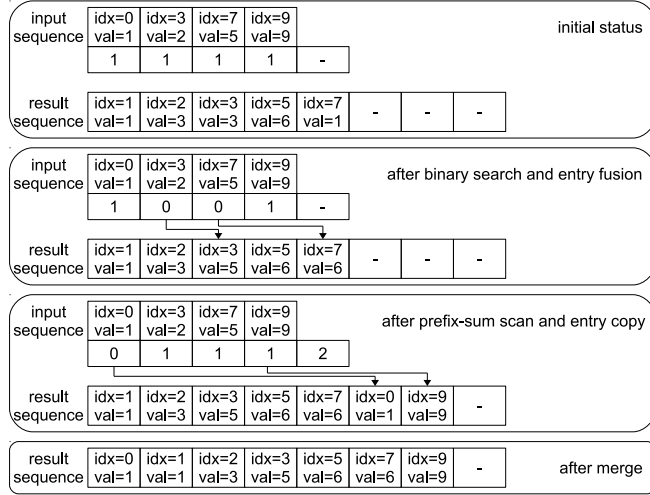 input sequence idx=0 idx=3 idx=7 idx=9 initial status
val=1 val=2 val=5 val=9
1 1 1 1 -
result sequence idx=1 idx=2 idx=3 idx=5 idx=7 - - -
val=1 val=3 val=3 val=6 val=1
input sequence idx=0 idx=3 idx=7 idx=9 after binary search and entry fusion
val=1 val=2 val=5 val=9
1 0 0 1 -
result sequence idx=1 idx=2 idx=3 idx=5 idx=7 - - -
val=1 val=3 val=5 val=6 val=6
input sequence idx=0 idx=3 idx=7 idx=9 after prefix-sum scan and entry copy
val=1 val=2 val=5 val=9
0 1 1 1 2
result sequence idx=1 idx=2 idx=3 idx=5 idx=7 idx=0 idx=9 -
val=1 val=3 val=5 val=6 val=6 val=1 val=9
result sequence idx=0 idx=1 idx=2 idx=3 idx=5 idx=7 idx=9 - after merge
val=1 val=1 val=3 val=5 val=6 val=6 val=9